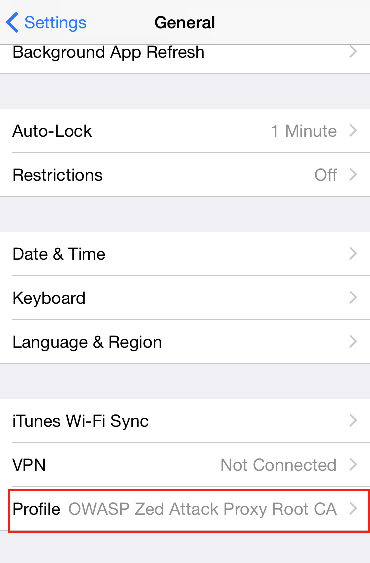 Settings General
Background App Refresh
Auto-Lock 1 Minute
Restrictions Off
Date & Time
Keyboard
Language & Region
iTunes Wi-Fi Sync
VPN Not Connected
Profile OWASP Zed Attack Proxy Root CA